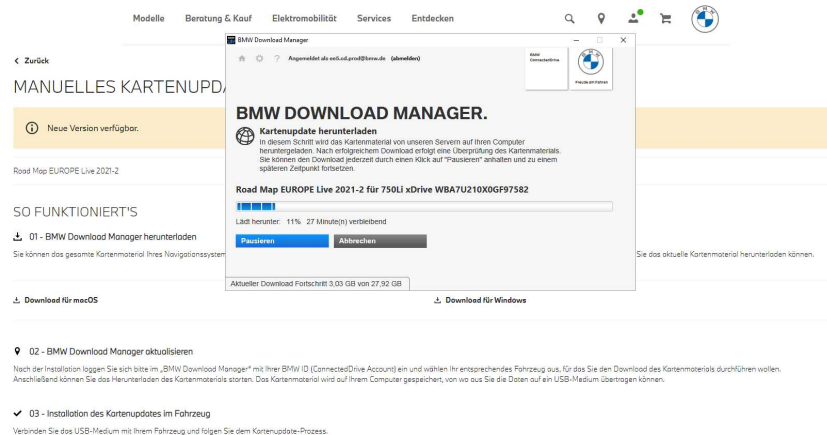 Modelle Beratung & Kauf Elektromobilität Services Entdecken
BMW Download Manager
Zurück
Angemeldet als ee5.cd.prod@bmw.de (abmelden)
BMW
ConnectedDrive
Freude am Fahren
MANUELLES KARTENUPD
BMW DOWNLOAD MANAGER.
Neue Version verfügbar.
Kartenupdate herunterladen
In diesem Schritt wird das Kartenmaterial von unseren Servern auf Ihren Computer
heruntergeladen. Nach erfolgreichem Download erfolgt eine Überprüfung des Kartenmaterials.
Sie können den Download jederzeit durch einen Klick auf "Pausieren" anhalten und zu einem
späteren Zeitpunkt fortsetzen.
Road Map EUROPE Live 2021-2
Road Map EUROPE Live 2021-2 für 750Li xDrive WBA7U210X0GF97582
Lädt herunter: 11% 27 Minute(n) verbleibend
Pausieren Abbrechen
Aktueller Download Fortschritt 3,03 GB von 27,92 GB
SO FUNKTIONIERT'S
01 - BMW Download Manager herunterladen
Sie können das gesamte Kartenmaterial Ihres Navigationssystem
Sie das aktuelle Kartenmaterial herunterladen können.
Download für macOS Download für Windows
02 - BMW Download Manager aktualisieren
Nach der Installation loggen Sie sich bitte im „BMW Download Manager“ mit Ihrer BMW ID (ConnectedDrive Account) ein und wählen Ihr entsprechendes Fahrzeug aus, für das Sie den Download des Kartenmaterials durchführen wollen.
Anschließend können Sie das Herunterladen des Kartenmaterials starten. Das Kartenmaterial wird auf Ihrem Computer gespeichert, von wo aus Sie die Daten auf ein USB-Medium übertragen können.
03 - Installation des Kartenupdates im Fahrzeug
Verbinden Sie das USB-Medium mit Ihrem Fahrzeug und folgen Sie dem Kartenupdate-Prozess.